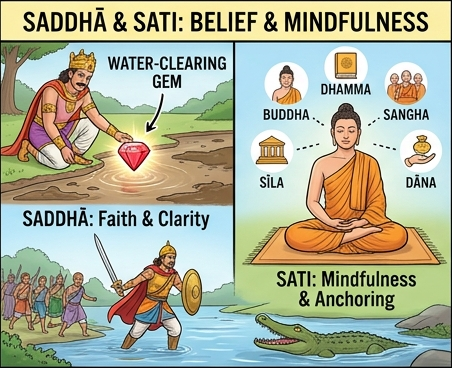 SADDHĀ & SATI: BELIEF & MINDFULNESS
WATER-CLEARING
GEM
SADDHĀ: Faith & Clarity
DHAMMA
BUDDHA
SANGHA
SĪLA
DĀNA
SATI: Mindfulness
& Anchoring